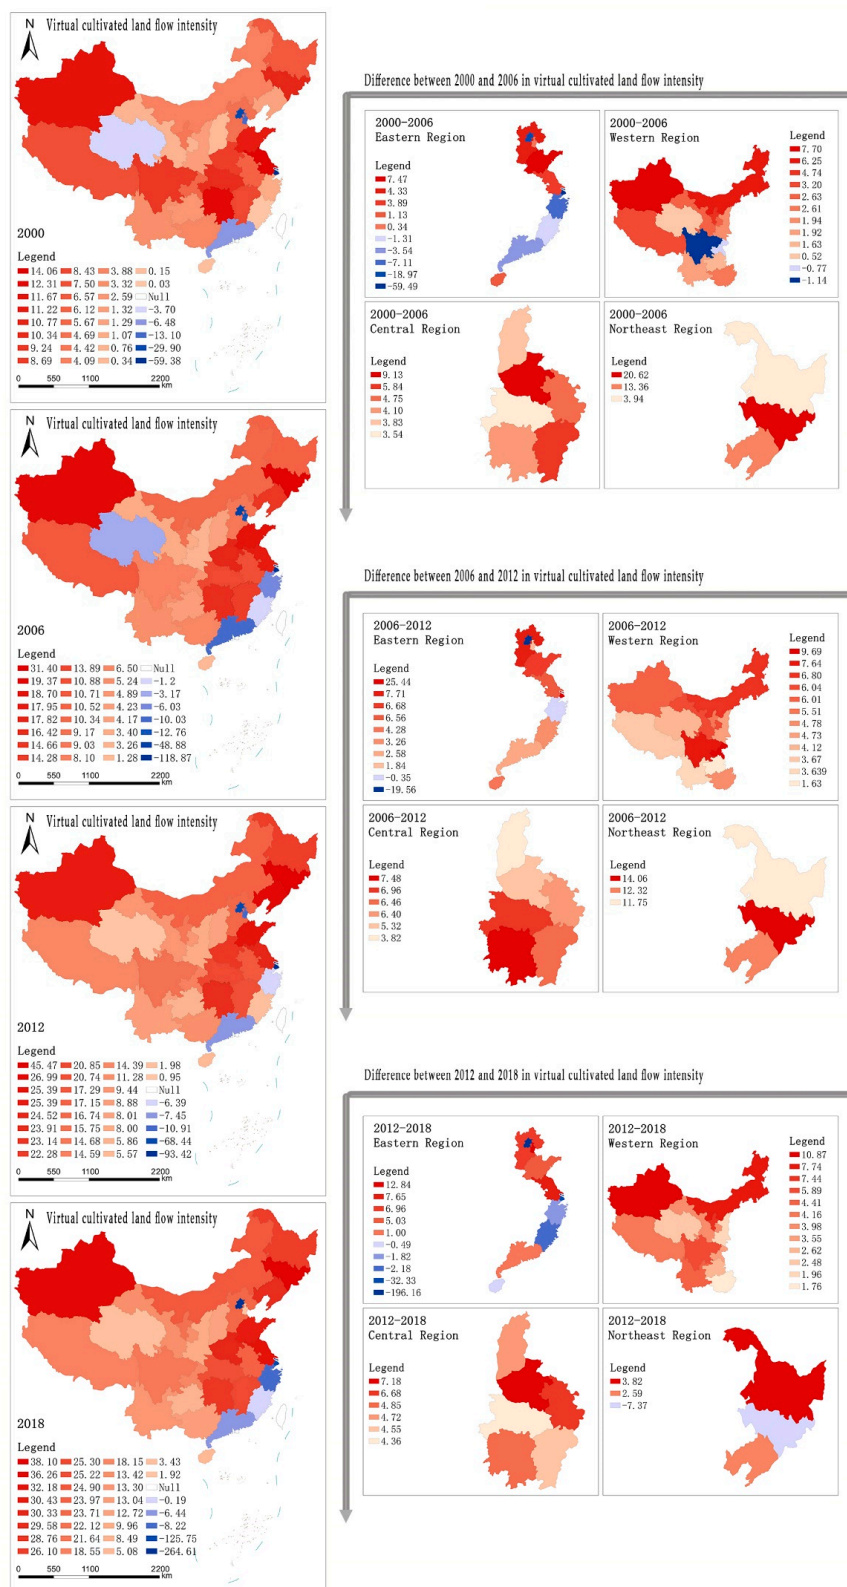 N
Virtual cultivated land flow intensity
2000
Legend
14.06 8.43 3.88 0.15
12.31 7.50 3.32 0.03
11.67 6.57 2.59 Null
11.22 6.12 1.32 -3.70
10.77 5.67 1.29 -6.48
10.34 4.69 1.07 -13.10
9.24 4.42 0.76 -29.90
8.69 4.09 0.34 -59.38
0 550 1100 2200
km
N
Virtual cultivated land flow intensity
2006
Legend
31.40 13.89 6.50 Null
19.37 10.88 5.24 -1.2
18.70 10.71 4.89 -3.17
17.95 10.52 4.23 -6.03
17.82 10.34 4.17 -10.03
16.42 9.17 3.40 -12.76
14.66 9.03 3.26 -48.88
14.28 8.10 1.28 -118.87
0 550 1100 2200
km
N
Virtual cultivated land flow intensity
2012
Legend
45.47 20.85 14.39 1.98
26.99 20.74 11.28 0.95
25.39 17.29 9.44 Null
25.39 17.15 8.88 -6.39
24.52 16.74 8.01 -7.45
23.91 15.75 8.00 -10.91
23.14 14.68 5.86 -68.44
22.28 14.59 5.57 -93.42
0 550 1100 2200
km
N
Virtual cultivated land flow intensity
2018
Legend
38.10 25.30 18.15 3.43
36.26 25.22 13.42 1.92
32.18 24.90 13.30 Null
30.43 23.97 13.04 -0.19
30.33 23.71 12.72 -6.44
29.58 22.12 9.96 -8.22
28.76 21.64 8.49 -125.75
26.10 18.55 5.08 -264.61
0 550 1100 2200
km
Difference between 2000 and 2006 in virtual cultivated land flow intensity
2000-2006
Eastern Region
Legend
7.47
4.33
3.89
1.13
0.34
-1.31
-3.54
-7.11
-18.97
-59.49
2000-2006
Western Region
Legend
7.70
6.25
4.74
3.20
2.63
2.61
1.94
1.92
1.63
0.52
-0.77
-1.14
2000-2006
Central Region
Legend
9.13
5.84
4.75
4.10
3.83
3.54
2000-2006
Northeast Region
Legend
20.62
13.36
3.94
Difference between 2006 and 2012 in virtual cultivated land flow intensity
2006-2012
Eastern Region
Legend
25.44
7.71
6.68
6.56
4.28
3.26
2.58
1.84
-0.35
-19.56
2006-2012
Western Region
Legend
9.69
7.64
6.80
6.04
6.01
5.51
4.78
4.73
4.12
3.67
3.639
1.63
2006-2012
Central Region
Legend
7.48
6.96
6.46
6.40
5.32
3.82
2006-2012
Northeast Region
Legend
14.06
12.32
11.75
Difference between 2012 and 2018 in virtual cultivated land flow intensity
2012-2018
Eastern Region
Legend
12.84
7.65
6.96
5.03
1.00
-0.49
-1.82
-2.18
-32.33
-196.16
2012-2018
Western Region
Legend
10.87
7.74
7.44
5.89
4.41
4.16
3.98
3.55
2.62
2.48
1.96
1.76
2012-2018
Central Region
Legend
7.18
6.68
4.85
4.72
4.55
4.36
2012-2018
Northeast Region
Legend
3.82
2.59
-7.37